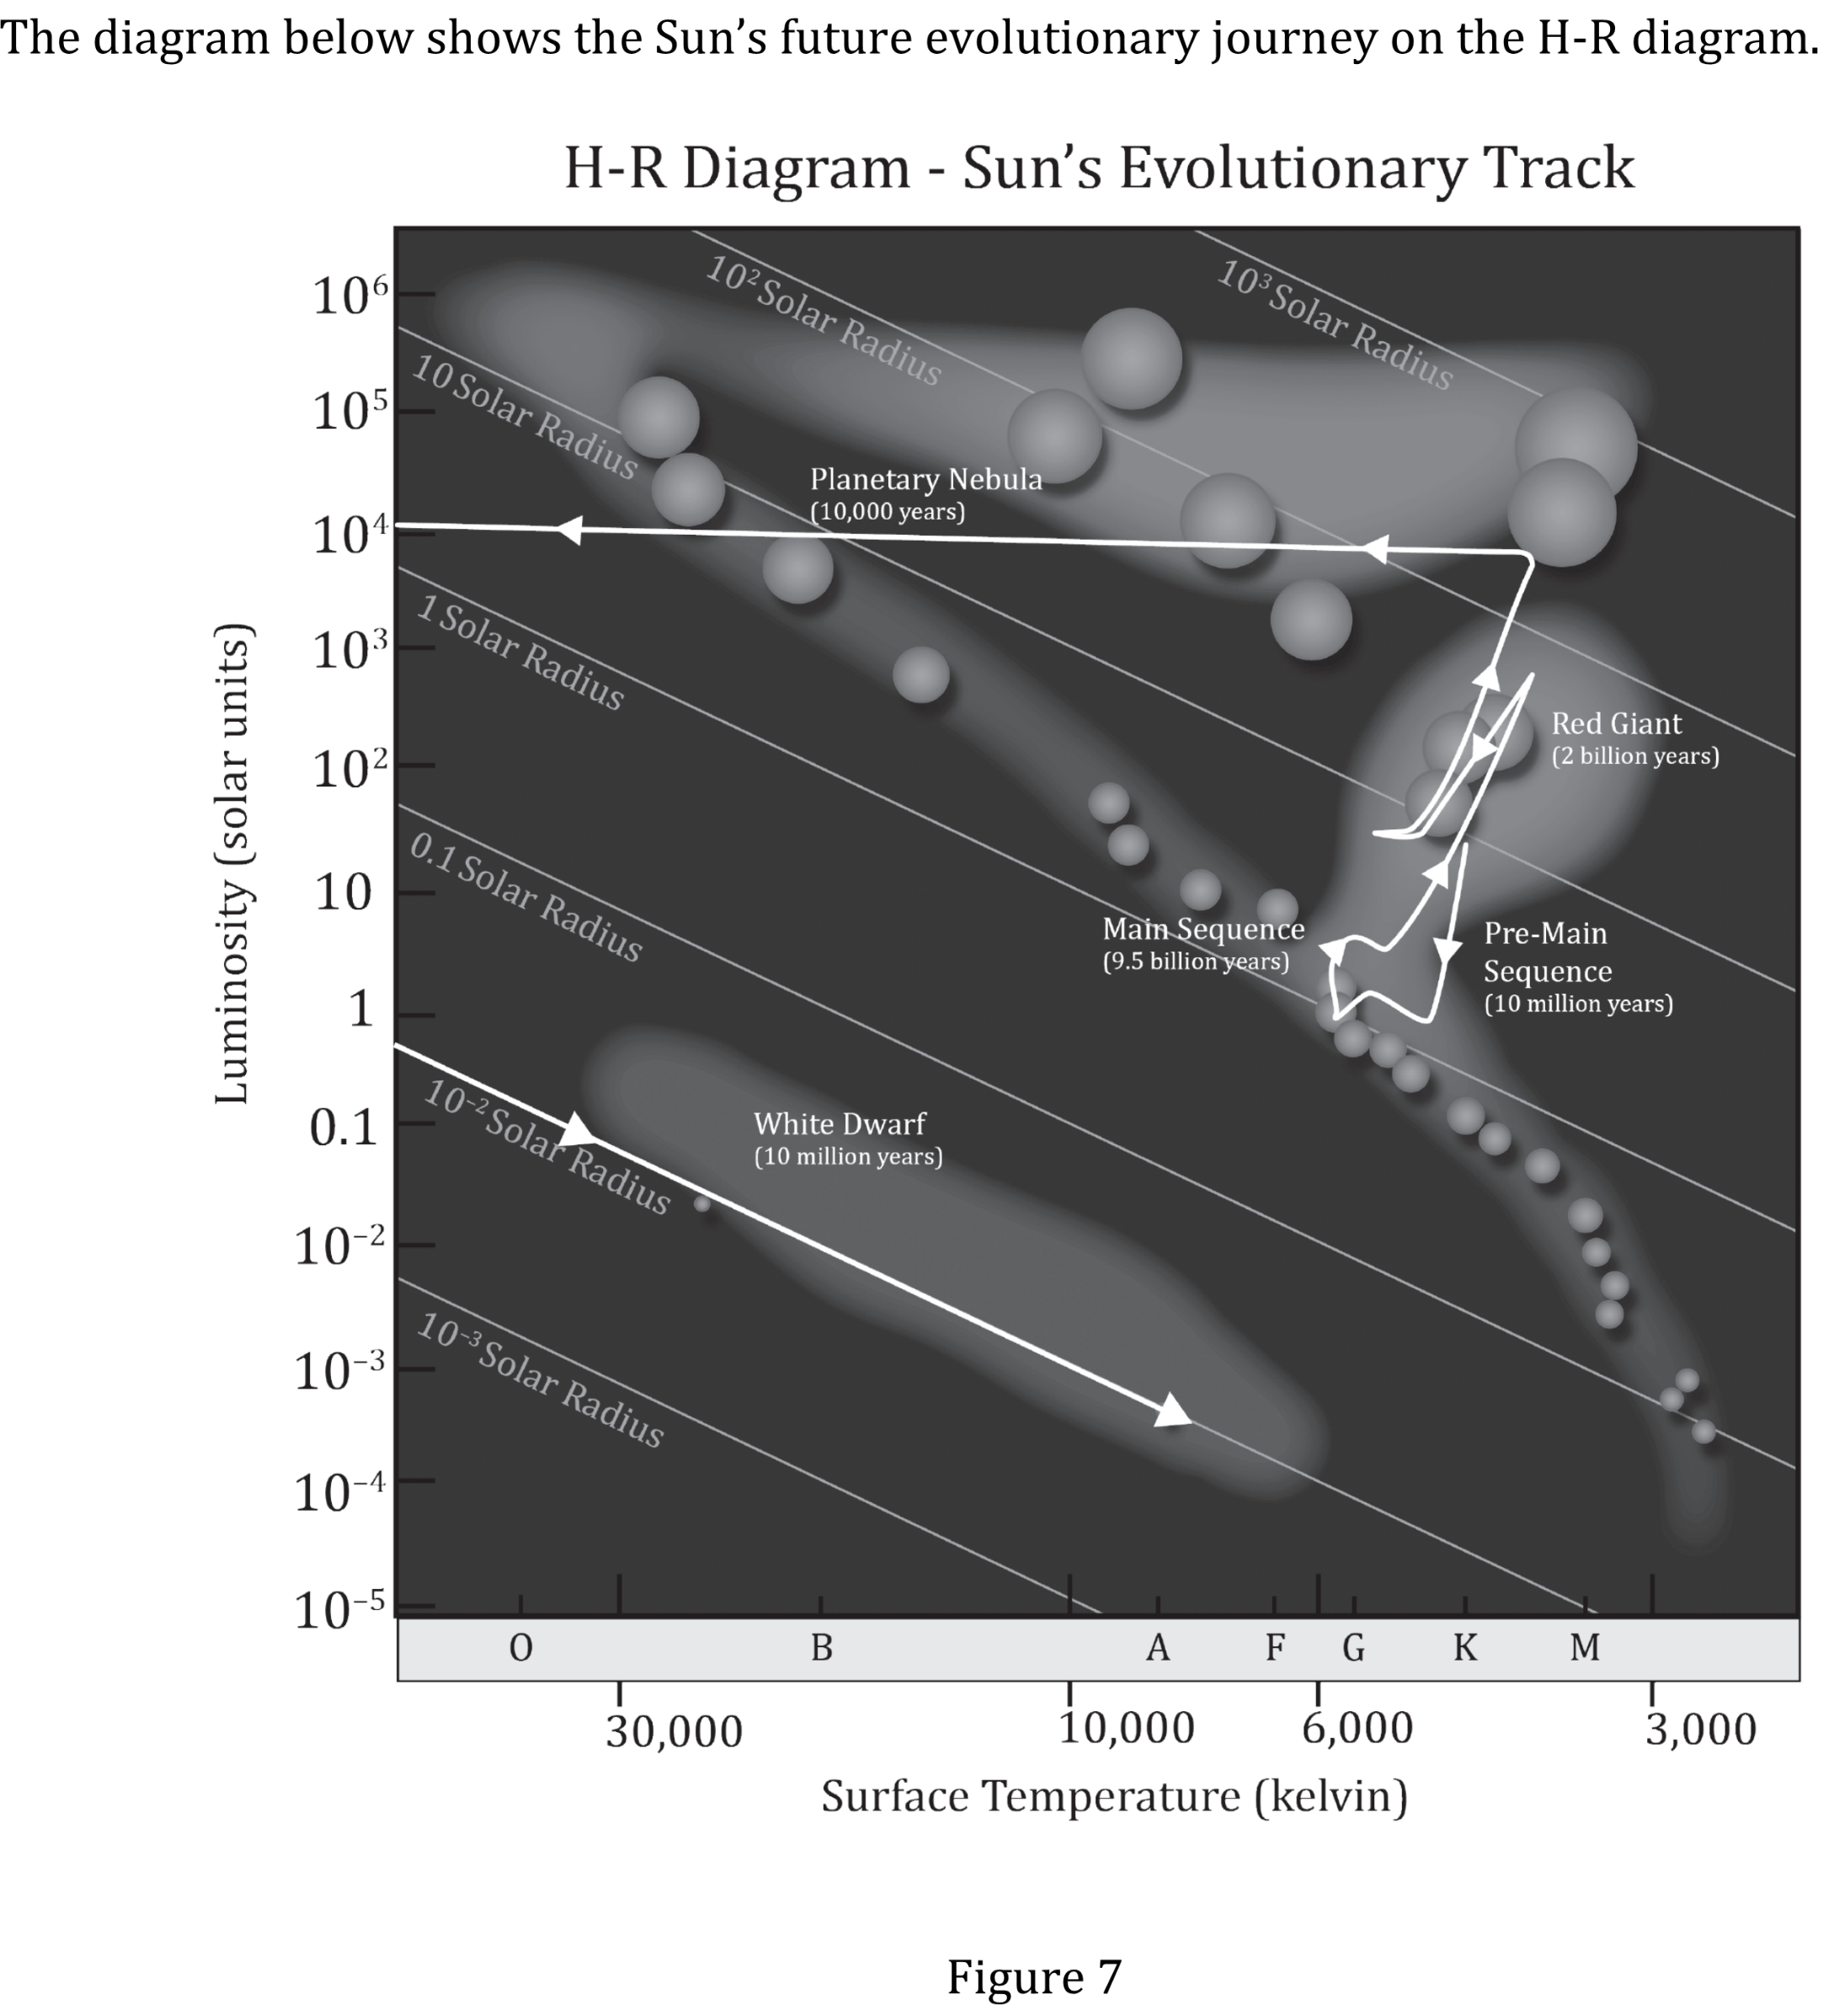 The diagram below shows the Sun’s future evolutionary journey on the H-R diagram.
H-R Diagram - Sun’s Evolutionary Track
10² Solar Radius
10³ Solar Radius
10⁶
10 Solar Radius
10⁵
Planetary Nebula
(10,000 years)
10⁴
1 Solar Radius
10³
Red Giant
(2 billion years)
10²
0.1 Solar Radius
10
Main Sequence
(9.5 billion years)
Pre-Main
Sequence
(10 million years)
1
Luminosity (solar units)
10⁻² Solar Radius
White Dwarf
(10 million years)
0.1
10⁻²
10⁻³ Solar Radius
10⁻³
10⁻⁴
10⁻⁵
O B A F G K M
30,000 10,000 6,000 3,000
Surface Temperature (kelvin)
Figure 7